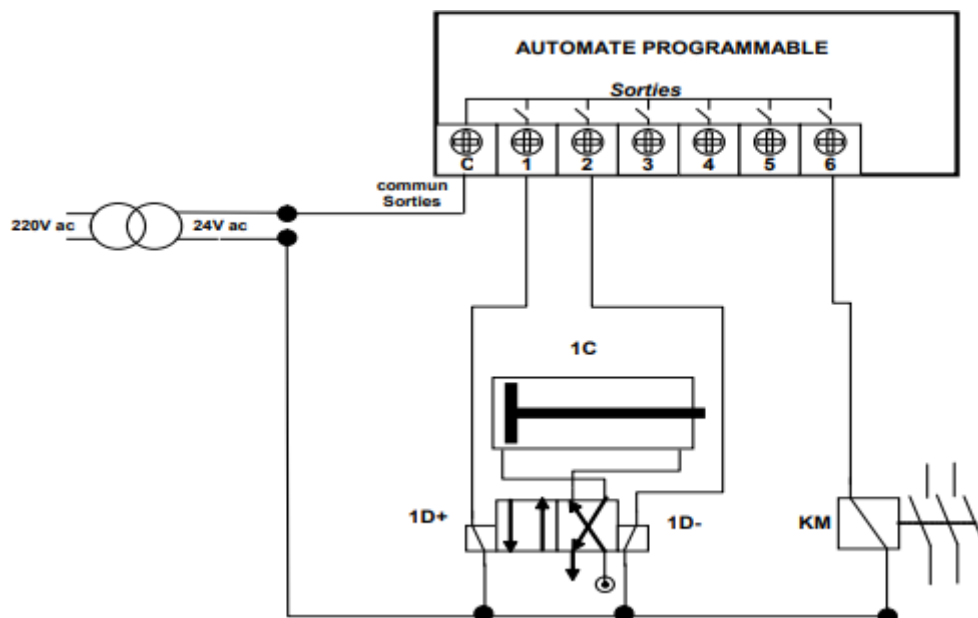 AUTOMATE PROGRAMMABLE
Sorties
C 1 2 3 4 5 6
commun
Sorties
220V ac 24V ac
1C
1D+ 1D- KM